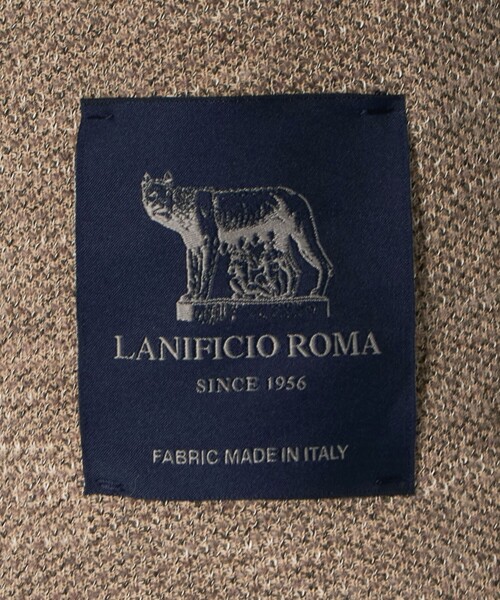 LANIFICIO ROMA
SINCE 1956
FABRIC MADE IN ITALY